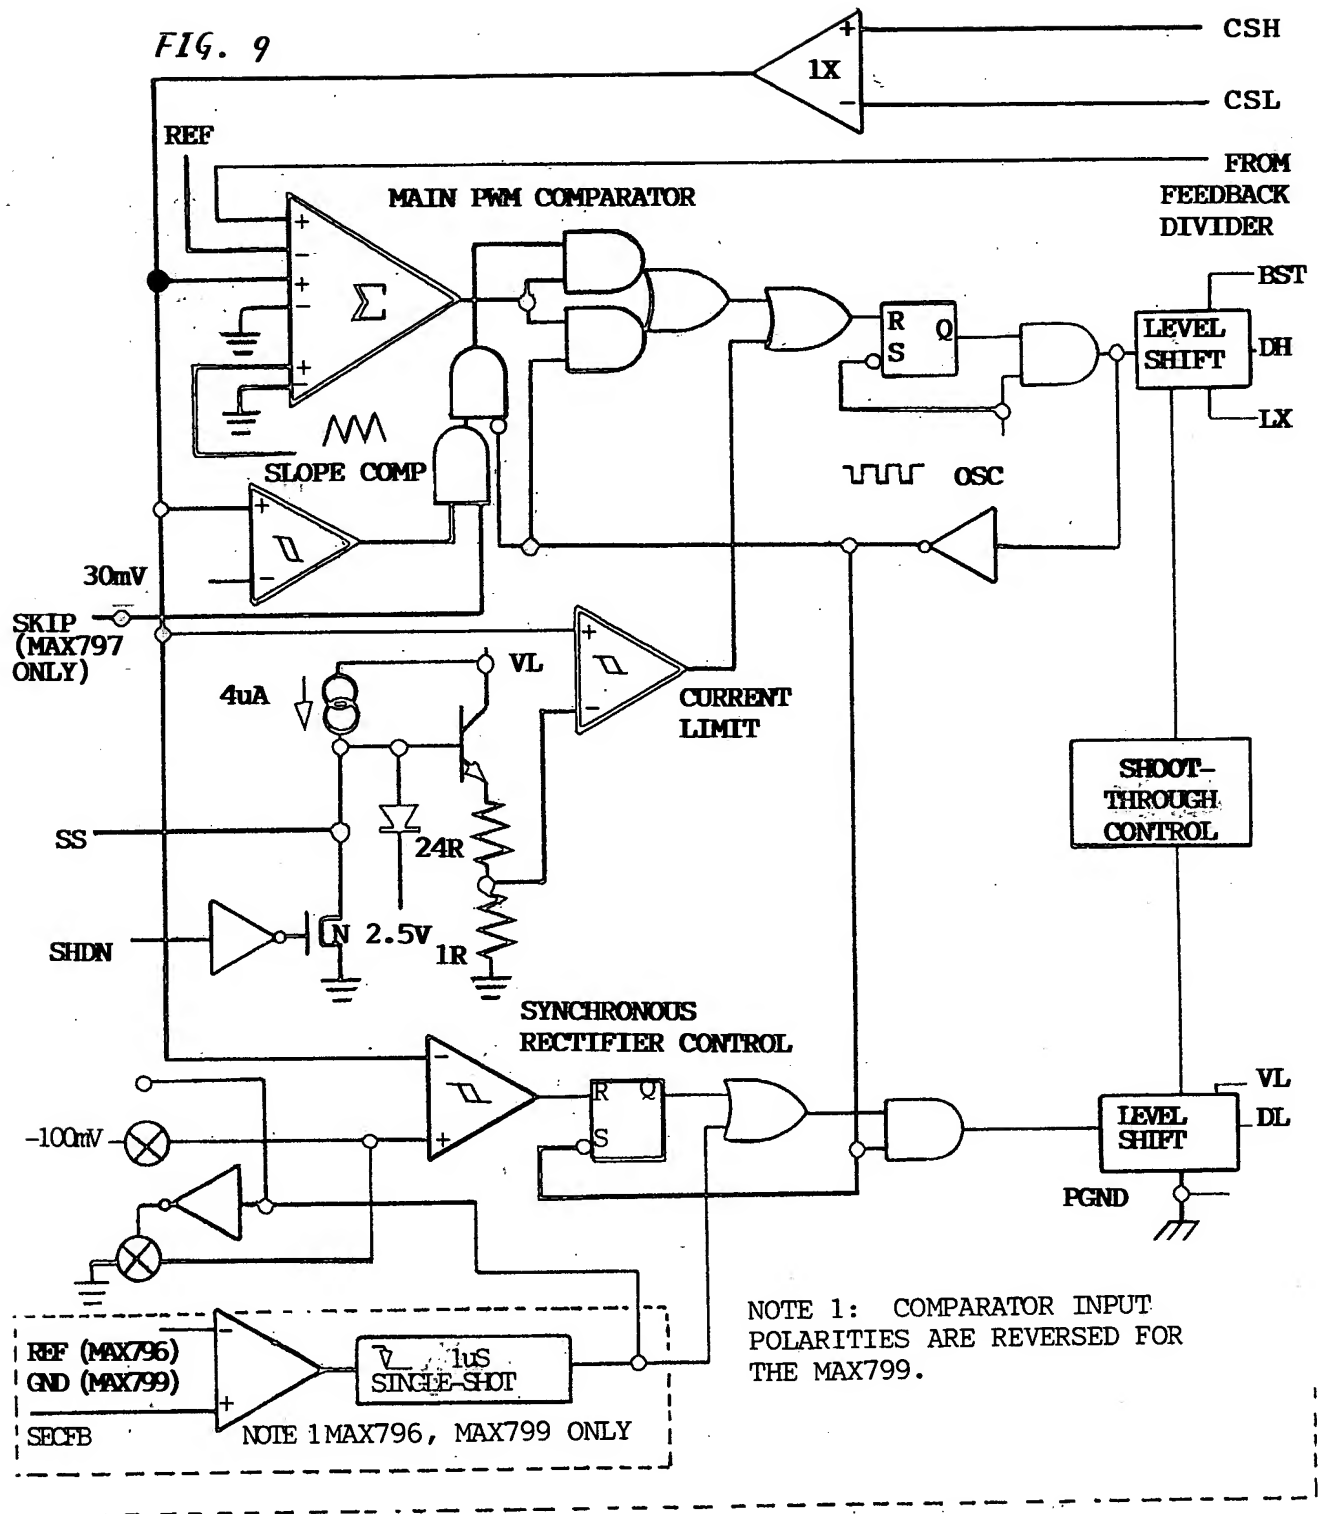 FIG. 9
CSH
+
1X
-
CSL
REF
FROM
FEEDBACK
DIVIDER
MAIN PWM COMPARATOR
+
-
+
-
+
-
Σ
BST
R
Q
S
LEVEL
SHIFT
DH
LX
SLOPE COMP
OSC
+
-
30mV
SKIP
(MAX797
ONLY)
+
-
VL
4uA
CURRENT
LIMIT
SHOOT-
THROUGH
CONTROL
SS
24R
SHDN
N
2.5V
1R
SYNCHRONOUS
RECTIFIER CONTROL
-
+
R
Q
S
VL
LEVEL
SHIFT
DL
-100mV
PGND
NOTE 1: COMPARATOR INPUT
POLARITIES ARE REVERSED FOR
THE MAX799.
REF (MAX796)
GND (MAX799)
-
+
1uS
SINGLE-SHOT
SECFB
NOTE 1 MAX796, MAX799 ONLY